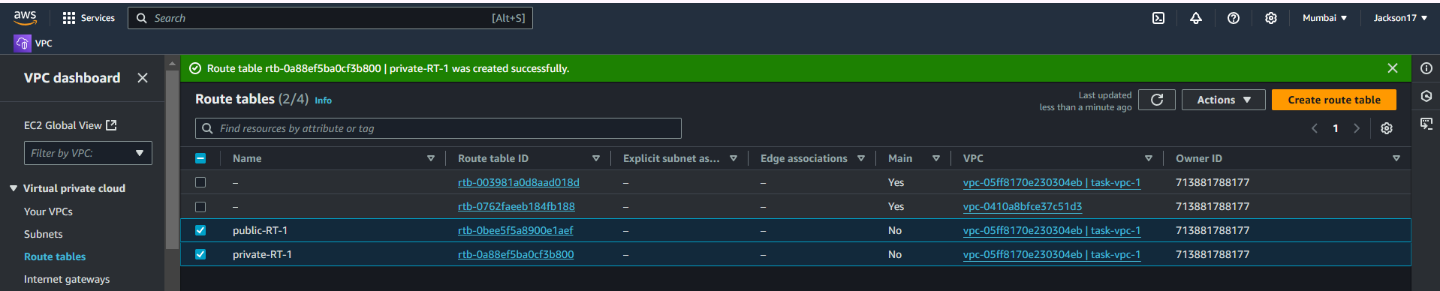 aws Services Search [Alt+S] Mumbai ▼ Jackson17 ▼
VPC
VPC dashboard
EC2 Global View
Filter by VPC:
Virtual private cloud
Your VPCs
Subnets
Route tables
Internet gateways
Route table rtb-0a88ef5ba0cf3b800 | private-RT-1 was created successfully.
Route tables (2/4) Info
Last updated
less than a minute ago
Actions ▼ Create route table
Find resources by attribute or tag
1
Name Route table ID Explicit subnet as... Edge associations Main VPC Owner ID
– rtb-003981a0d8aad018d – – Yes vpc-05ff8170e230304eb | task-vpc-1 713881788177
– rtb-0762faeeb184fb188 – – Yes vpc-0410a8bfce37c51d3 713881788177
public-RT-1 rtb-0bee5f5a8900e1aef – – No vpc-05ff8170e230304eb | task-vpc-1 713881788177
private-RT-1 rtb-0a88ef5ba0cf3b800 – – No vpc-05ff8170e230304eb | task-vpc-1 713881788177